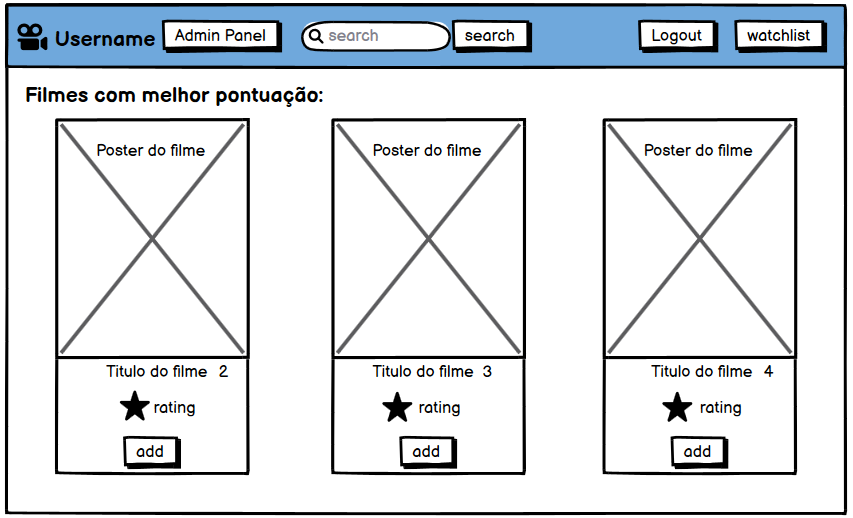 Username Admin Panel search search Logout watchlist
Filmes com melhor pontuação:
Poster do filme Poster do filme Poster do filme
Titulo do filme 2 Titulo do filme 3 Titulo do filme 4
rating rating rating
add add add